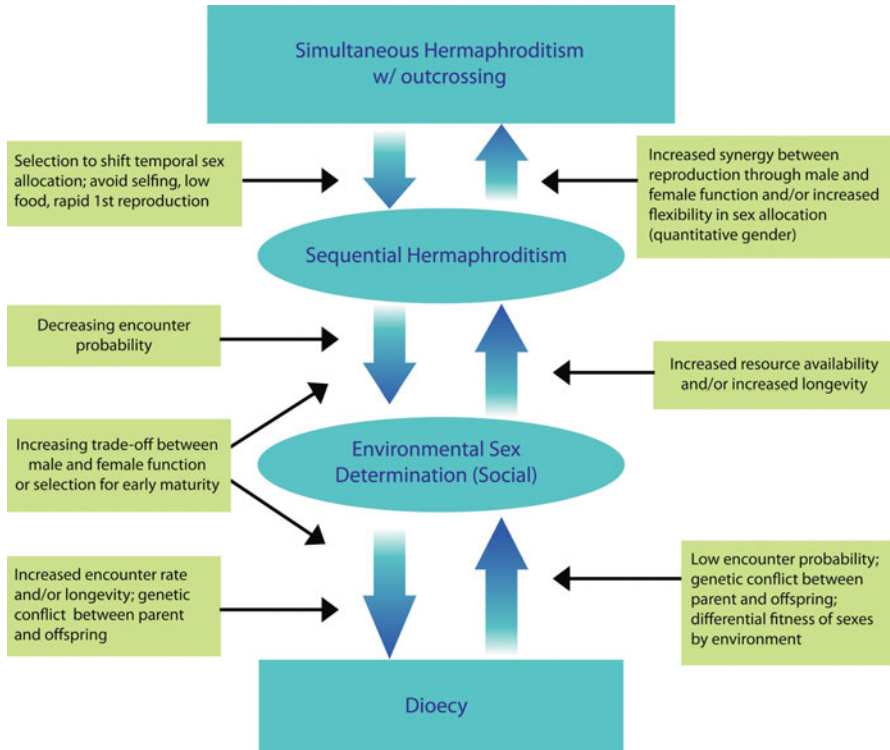 Simultaneous Hermaphroditism
w/ outcrossing
Selection to shift temporal sex
allocation; avoid selfing, low
food, rapid 1st reproduction
Increased synergy between
reproduction through male and
female function and/or increased
flexibility in sex allocation
(quantitative gender)
Sequential Hermaphroditism
Decreasing encounter
probability
Increased resource availability
and/or increased longevity
Increasing trade-off between
male and female function
or selection for early maturity
Environmental Sex
Determination (Social)
Increased encounter rate
and/or longevity; genetic
conflict between parent
and offspring
Low encounter probability;
genetic conflict between
parent and offspring;
differential fitness of sexes
by environment
Dioecy